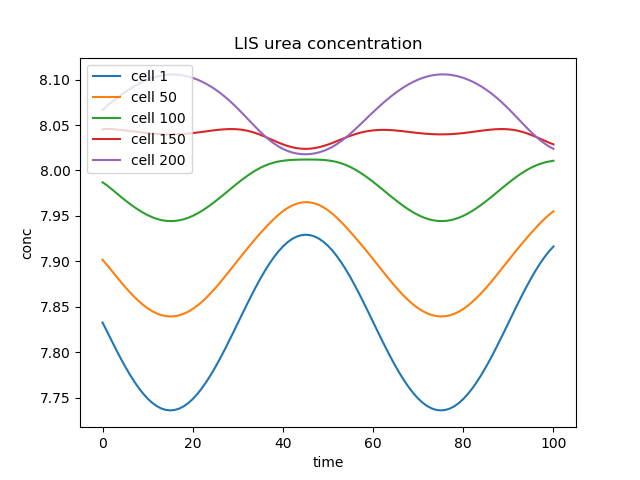 LIS urea concentration
cell 1
cell 50
cell 100
cell 150
cell 200
conc
8.10
8.05
8.00
7.95
7.90
7.85
7.80
7.75
0 20 40 60 80 100
time